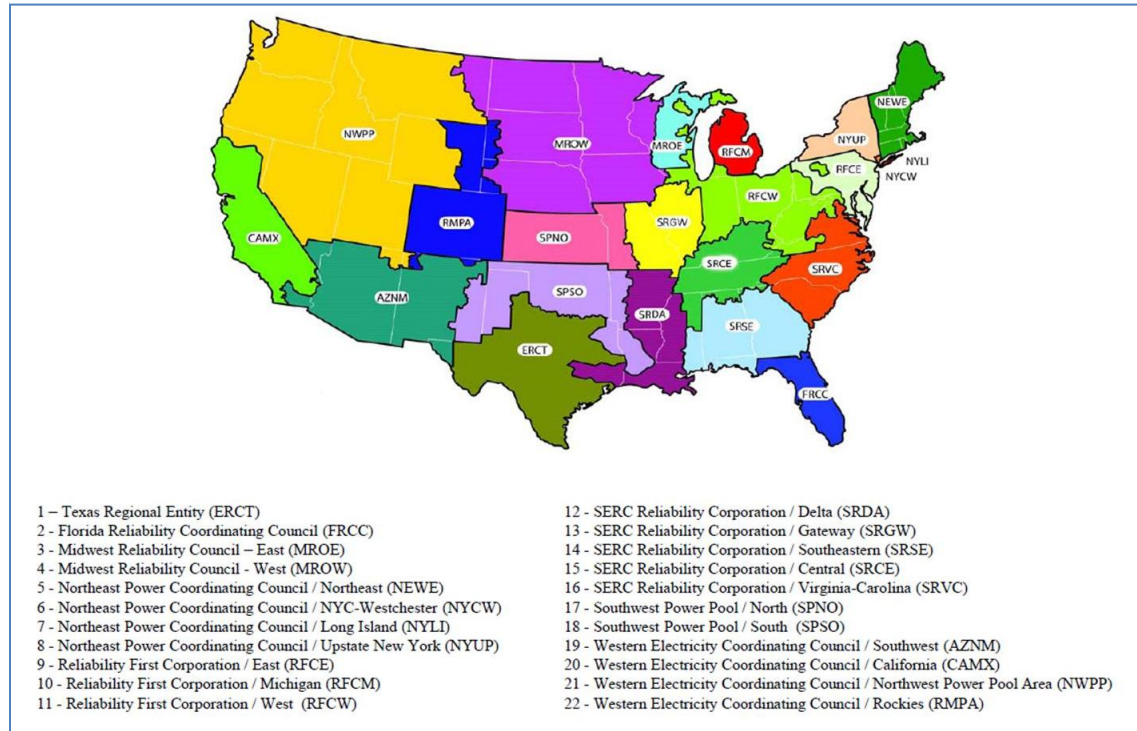 NWPP
MROW
MROE
RFCM
NEWE
NYUP
NYLI
NYCW
RFCE
RFCW
CAMX
RMPA
SPNO
SRGW
SRCE
SRVC
AZNM
SPSO
SRDA
SRSE
ERCT
FRCC
1 – Texas Regional Entity (ERCT)
2 - Florida Reliability Coordinating Council (FRCC)
3 - Midwest Reliability Council – East (MROE)
4 - Midwest Reliability Council - West (MROW)
5 - Northeast Power Coordinating Council / Northeast (NEWE)
6 - Northeast Power Coordinating Council / NYC-Westchester (NYCW)
7 - Northeast Power Coordinating Council / Long Island (NYLI)
8 - Northeast Power Coordinating Council / Upstate New York (NYUP)
9 - Reliability First Corporation / East (RFCE)
10 - Reliability First Corporation / Michigan (RFCM)
11 - Reliability First Corporation / West (RFCW)
12 - SERC Reliability Corporation / Delta (SRDA)
13 - SERC Reliability Corporation / Gateway (SRGW)
14 - SERC Reliability Corporation / Southeastern (SRSE)
15 - SERC Reliability Corporation / Central (SRCE)
16 - SERC Reliability Corporation / Virginia-Carolina (SRVC)
17 - Southwest Power Pool / North (SPNO)
18 - Southwest Power Pool / South (SPSO)
19 - Western Electricity Coordinating Council / Southwest (AZNM)
20 - Western Electricity Coordinating Council / California (CAMX)
21 - Western Electricity Coordinating Council / Northwest Power Pool Area (NWPP)
22 - Western Electricity Coordinating Council / Rockies (RMPA)